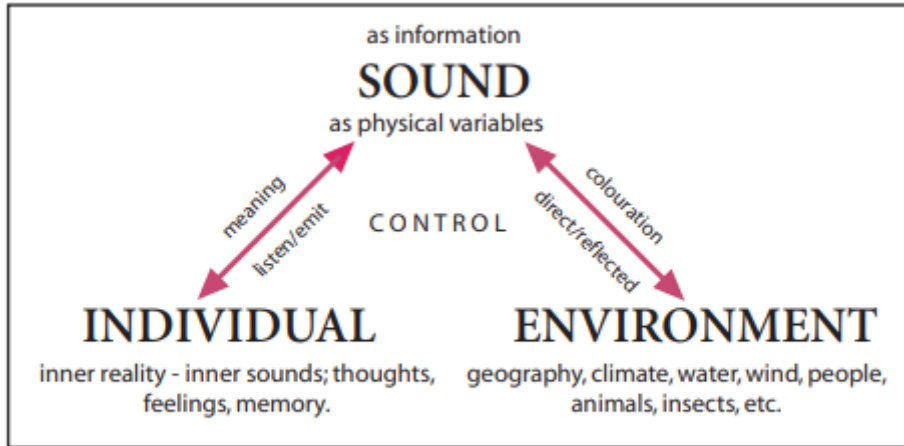 as information
SOUND
as physical variables
meaning
listen/emit
CONTROL
colouration
direct/reflected
INDIVIDUAL
inner reality - inner sounds; thoughts,
feelings, memory.
ENVIRONMENT
geography, climate, water, wind, people,
animals, insects, etc.